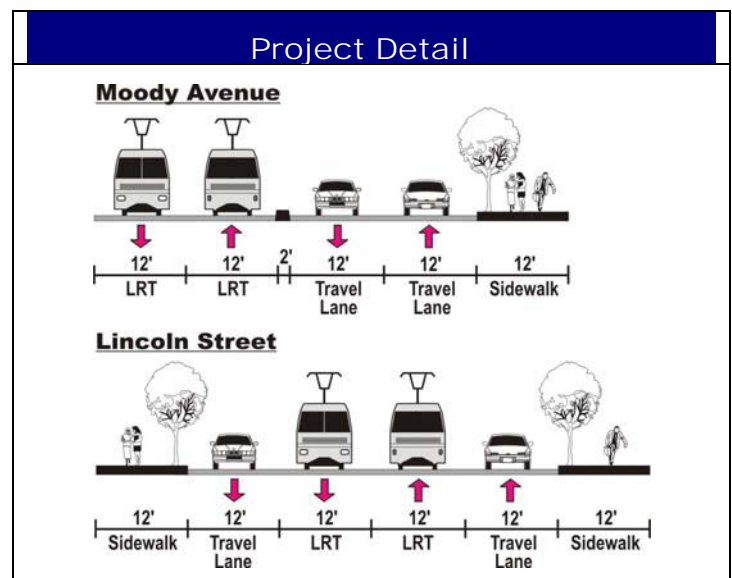 Project Detail
Moody Avenue
12' 12' 2' 12' 12' 12'
LRT LRT Travel Lane Travel Lane Sidewalk
Lincoln Street
12' 12' 12' 12' 12' 12'
Sidewalk Travel Lane LRT LRT Travel Lane Sidewalk